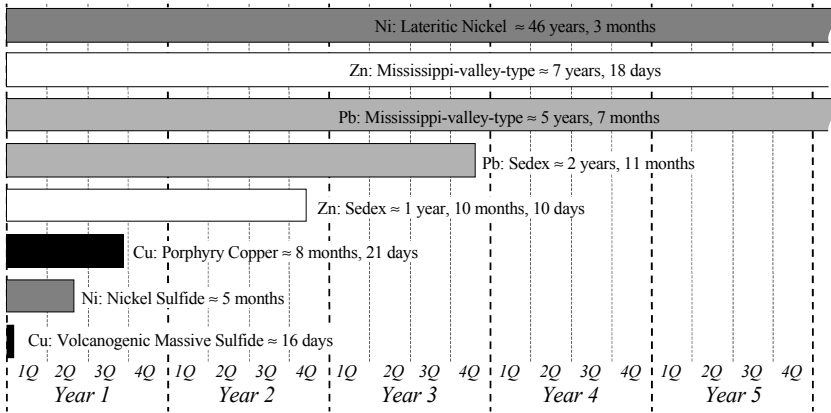 Ni: Lateritic Nickel ≈ 46 years, 3 months
Zn: Mississippi-valley-type ≈ 7 years, 18 days
Pb: Mississippi-valley-type ≈ 5 years, 7 months
Pb: Sedex ≈ 2 years, 11 months
Zn: Sedex ≈ 1 year, 10 months, 10 days
Cu: Porphyry Copper ≈ 8 months, 21 days
Ni: Nickel Sulfide ≈ 5 months
Cu: Volcanogenic Massive Sulfide ≈ 16 days
1Q 2Q 3Q 4Q 1Q 2Q 3Q 4Q 1Q 2Q 3Q 4Q 1Q 2Q 3Q 4Q 1Q 2Q 3Q 4Q
Year 1 Year 2 Year 3 Year 4 Year 5